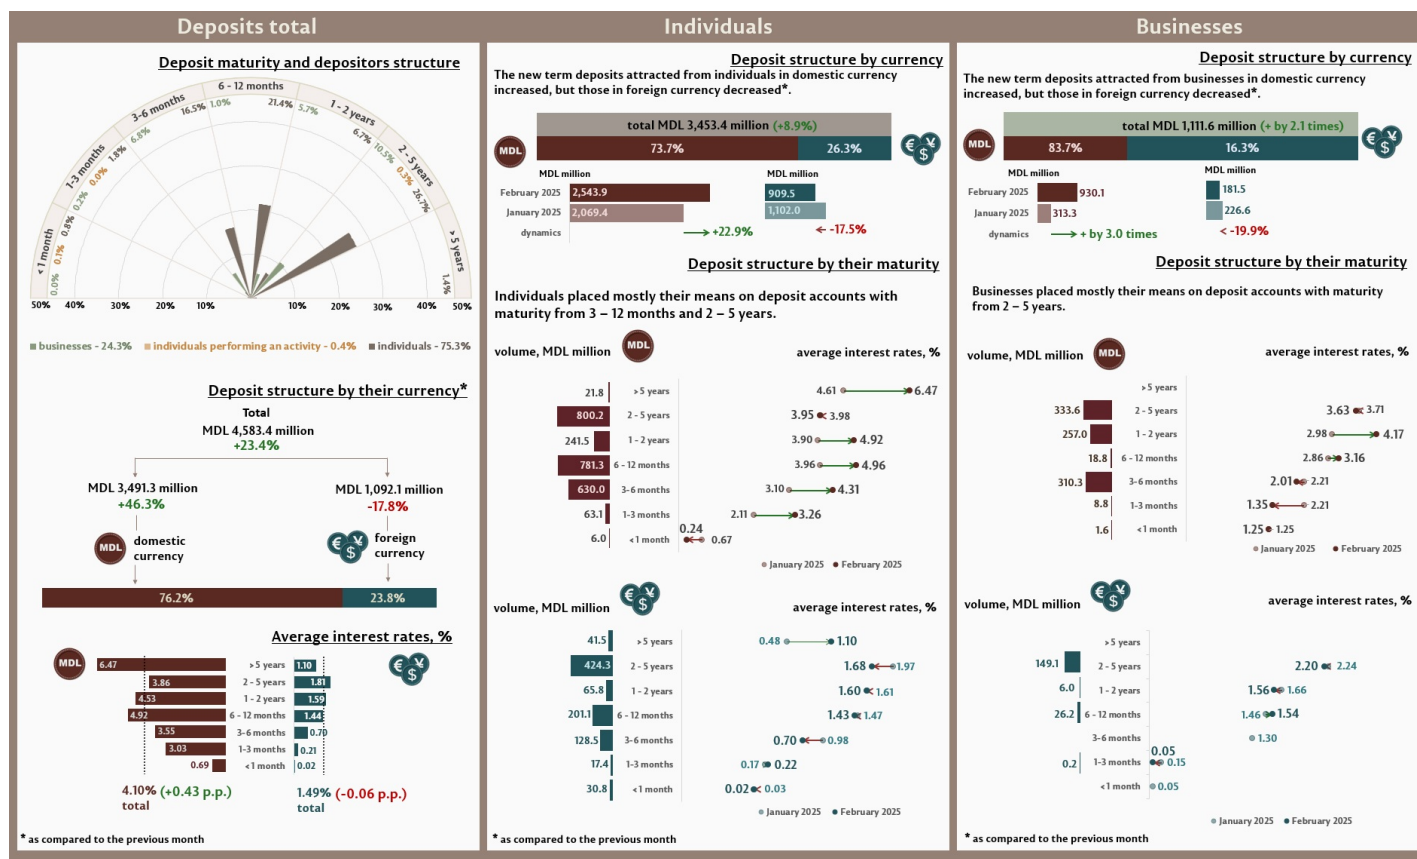 Deposits total
Deposit maturity and depositors structure
< 1 month
1-3 months
3-6 months
6 - 12 months
1 - 2 years
2 - 5 years
> 5 years
0.0%
0.1%
0.8%
0.2%
0.0%
1.8%
6.8%
16.5%
1.0%
21.4%
5.7%
6.7%
10.5%
0.3%
26.7%
1.4%
50% 40% 30% 20% 10% 10% 20% 30% 40% 50%
businesses - 24.3% individuals performing an activity - 0.4% individuals - 75.3%
Deposit structure by their currency*
Total
MDL 4,583.4 million
+23.4%
MDL 3,491.3 million
+46.3%
MDL 1,092.1 million
-17.8%
MDL domestic
currency
€ ¥ $ foreign
currency
76.2% 23.8%
Average interest rates, %
MDL
€ ¥ $
6.47 > 5 years 1.10
3.86 2 - 5 years 1.81
4.53 1 - 2 years 1.59
4.92 6 - 12 months 1.44
3.55 3-6 months 0.70
3.03 1-3 months 0.21
0.69 < 1 month 0.02
4.10% (+0.43 p.p.)
total
1.49% (-0.06 p.p.)
total
* as compared to the previous month
Individuals
Deposit structure by currency
The new term deposits attracted from individuals in domestic currency
increased, but those in foreign currency decreased*.
total MDL 3,453.4 million (+8.9%)
MDL 73.7% 26.3% € ¥ $
MDL million MDL million
February 2025 2,543.9 909.5
January 2025 2,069.4 1,102.0
dynamics +22.9% -17.5%
Deposit structure by their maturity
Individuals placed mostly their means on deposit accounts with
maturity from 3 – 12 months and 2 – 5 years.
volume, MDL million MDL average interest rates, %
21.8 > 5 years 4.61 6.47
800.2 2 - 5 years 3.95 3.98
241.5 1 - 2 years 3.90 4.92
781.3 6 - 12 months 3.96 4.96
630.0 3-6 months 3.10 4.31
63.1 1-3 months 2.11 3.26
6.0 < 1 month 0.24 0.67
January 2025 February 2025
volume, MDL million € ¥ $ average interest rates, %
41.5 > 5 years 0.48 1.10
424.3 2 - 5 years 1.68 1.97
65.8 1 - 2 years 1.60 1.61
201.1 6 - 12 months 1.43 1.47
128.5 3-6 months 0.70 0.98
17.4 1-3 months 0.17 0.22
30.8 < 1 month 0.02 0.03
January 2025 February 2025
* as compared to the previous month
Businesses
Deposit structure by currency
The new term deposits attracted from businesses in domestic currency
increased, but those in foreign currency decreased*.
total MDL 1,111.6 million (+ by 2.1 times)
MDL 83.7% 16.3% € ¥ $
MDL million MDL million
February 2025 930.1 181.5
January 2025 313.3 226.6
dynamics + by 3.0 times -19.9%
Deposit structure by their maturity
Businesses placed mostly their means on deposit accounts with maturity
from 2 – 5 years.
volume, MDL million MDL average interest rates, %
> 5 years
333.6 2 - 5 years 3.63 3.71
257.0 1 - 2 years 2.98 4.17
18.8 6 - 12 months 2.86 3.16
310.3 3-6 months 2.01 2.21
8.8 1-3 months 1.35 2.21
1.6 < 1 month 1.25 1.25
January 2025 February 2025
volume, MDL million € ¥ $ average interest rates, %
> 5 years
149.1 2 - 5 years 2.20 2.24
6.0 1 - 2 years 1.56 1.66
26.2 6 - 12 months 1.46 1.54
3-6 months 1.30
0.2 1-3 months 0.05 0.15
< 1 month 0.05
January 2025 February 2025
* as compared to the previous month